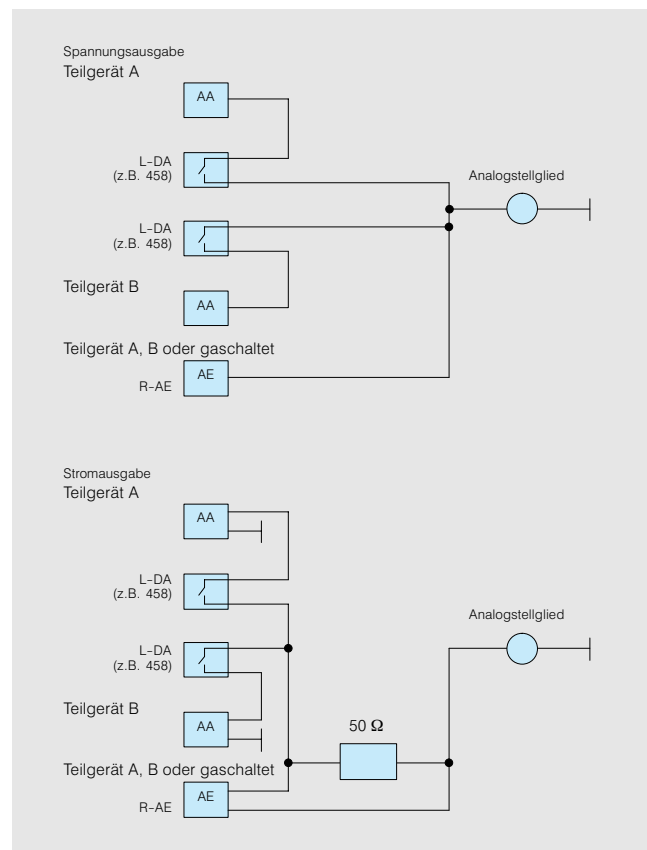 Spannungsausgabe
Teilgerät A
AA
L-DA
(z.B. 458)
Analogstellglied
L-DA
(z.B. 458)
Teilgerät B
AA
Teilgerät A, B oder gaschaltet
AE
R-AE
Stromausgabe
Teilgerät A
AA
L-DA
(z.B. 458)
Analogstellglied
L-DA
(z.B. 458)
Teilgerät B
AA
50 Ω
Teilgerät A, B oder gaschaltet
AE
R-AE